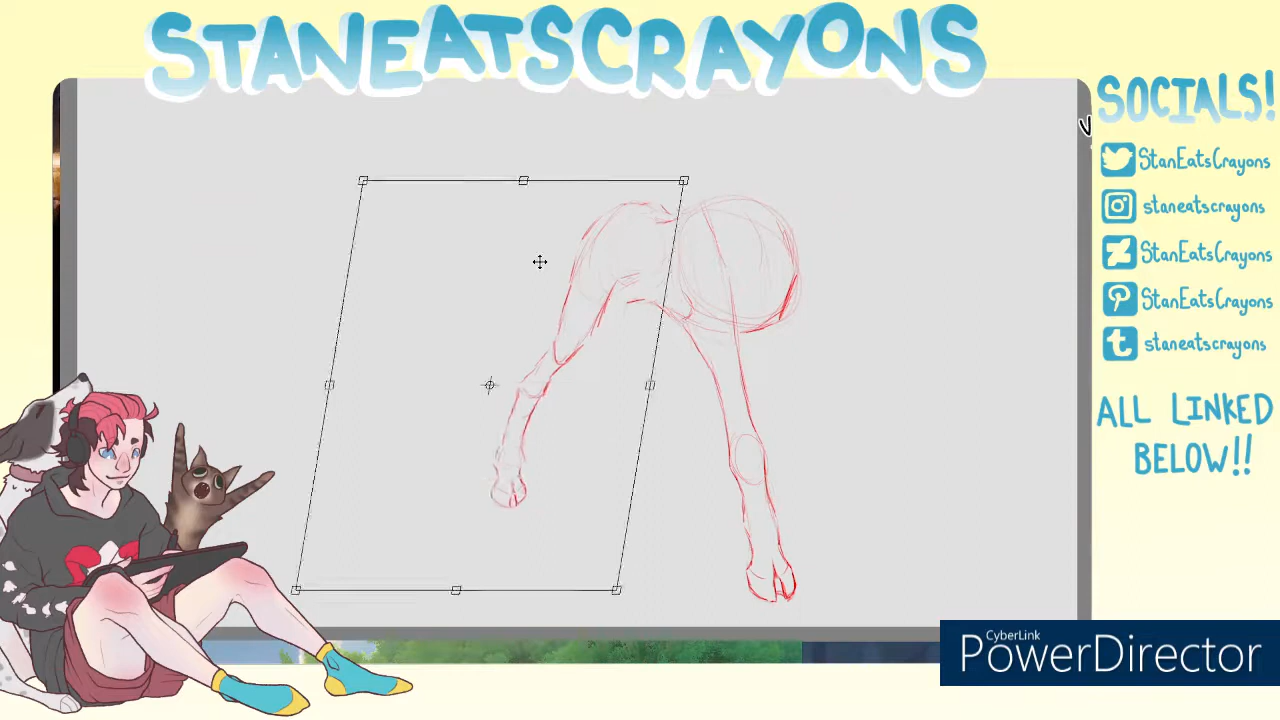 STANEATSCRAYONS
SOCIALS!
StanEatsCrayons
staneatscrayons
StanEatsCrayons
StanEatsCrayons
staneatscrayons
ALL LINKED
BELOW!!
CyberLink
PowerDirector